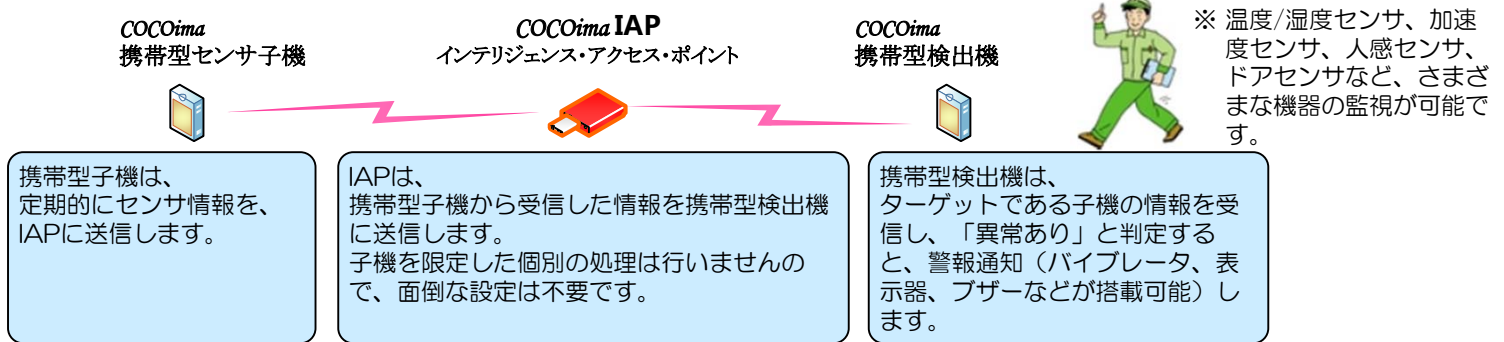 COCOima
携帯型センサ子機
COCOima IAP
インテリジェンス・アクセス・ポイント
COCOima
携帯型検出機
※ 温度/湿度センサ、加速
度センサ、人感センサ、
ドアセンサなど、さまざ
まな機器の監視が可能で
す。
携帯型子機は、
定期的にセンサ情報を、
IAPに送信します。
IAPは、
携帯型子機から受信した情報を携帯型検出機
に送信します。
子機を限定した個別の処理は行いませんの
で、面倒な設定は不要です。
携帯型検出機は、
ターゲットである子機の情報を受
信し、「異常あり」と判定する
と、警報通知（バイブレータ、表
示器、ブザーなどが搭載可能）し
ます。